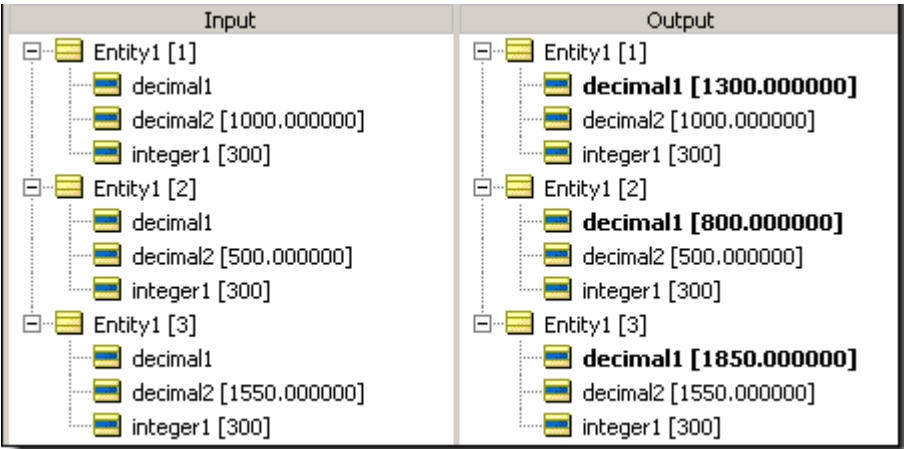 Input Output
Entity1 [1] Entity1 [1]
decimal1 decimal1 [1300.000000]
decimal2 [1000.000000] decimal2 [1000.000000]
integer1 [300] integer1 [300]
Entity1 [2] Entity1 [2]
decimal1 decimal1 [800.000000]
decimal2 [500.000000] decimal2 [500.000000]
integer1 [300] integer1 [300]
Entity1 [3] Entity1 [3]
decimal1 decimal1 [1850.000000]
decimal2 [1550.000000] decimal2 [1550.000000]
integer1 [300] integer1 [300]